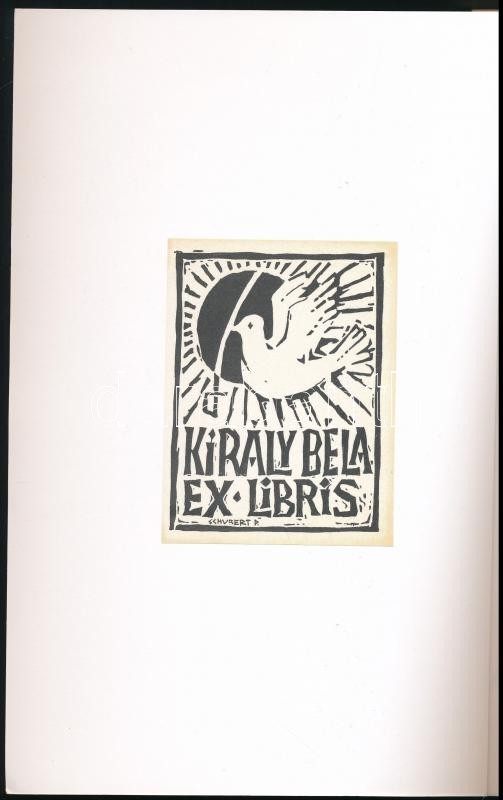 KIRÁLY BÉLA
EX · LIBRIS
SCHUBERT P.